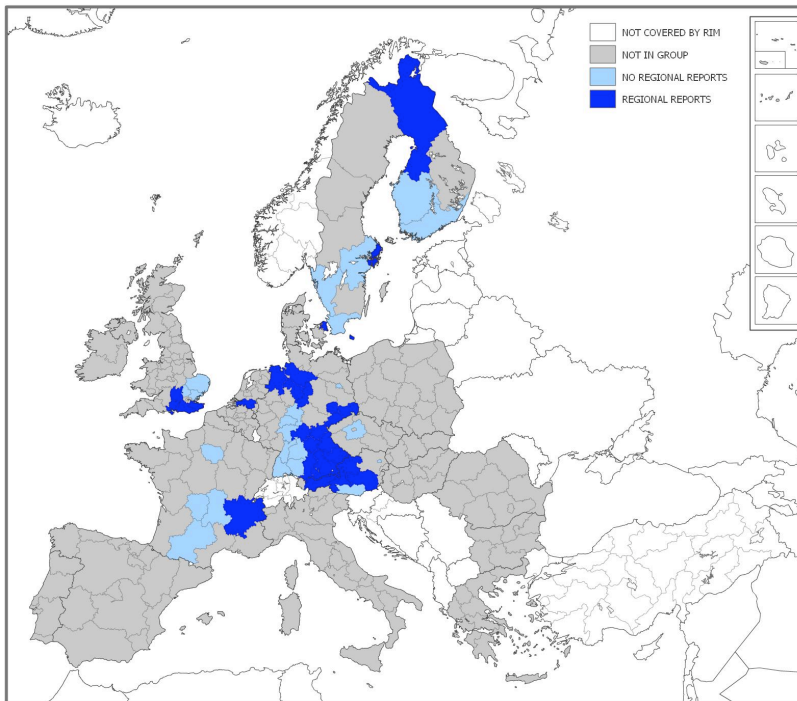 NOT COVERED BY RIM
NOT IN GROUP
NO REGIONAL REPORTS
REGIONAL REPORTS